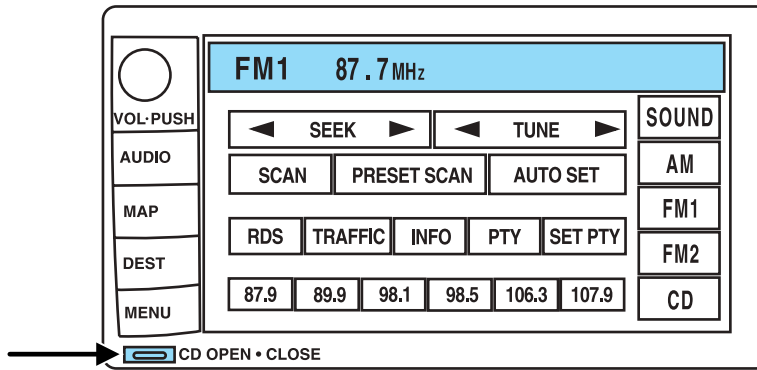 FM1 87.7 MHz
VOL·PUSH
AUDIO
MAP
DEST
MENU
◄ SEEK ► ◄ TUNE ►
SCAN PRESET SCAN AUTO SET
RDS TRAFFIC INFO PTY SET PTY
87.9 89.9 98.1 98.5 106.3 107.9
SOUND
AM
FM1
FM2
CD
CD OPEN • CLOSE